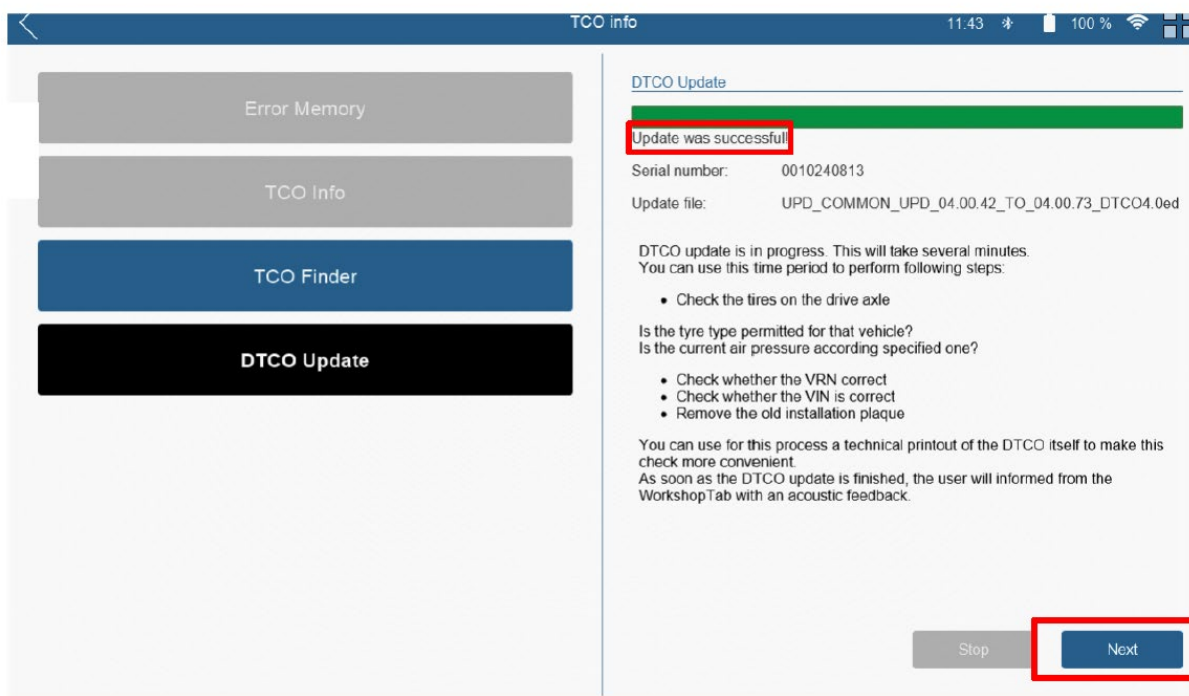 TCO info
11:43
100 %
Error Memory
TCO Info
TCO Finder
DTCO Update
DTCO Update
Update was successfull
Serial number: 0010240813
Update file: UPD_COMMON_UPD_04.00.42_TO_04.00.73_DTCO4.0ed
DTCO update is in progress. This will take several minutes.
You can use this time period to perform following steps:
• Check the tires on the drive axle
Is the tyre type permitted for that vehicle?
Is the current air pressure according specified one?
• Check whether the VRN correct
• Check whether the VIN is correct
• Remove the old installation plaque
You can use for this process a technical printout of the DTCO itself to make this
check more convenient.
As soon as the DTCO update is finished, the user will informed from the
WorkshopTab with an acoustic feedback.
Stop
Next